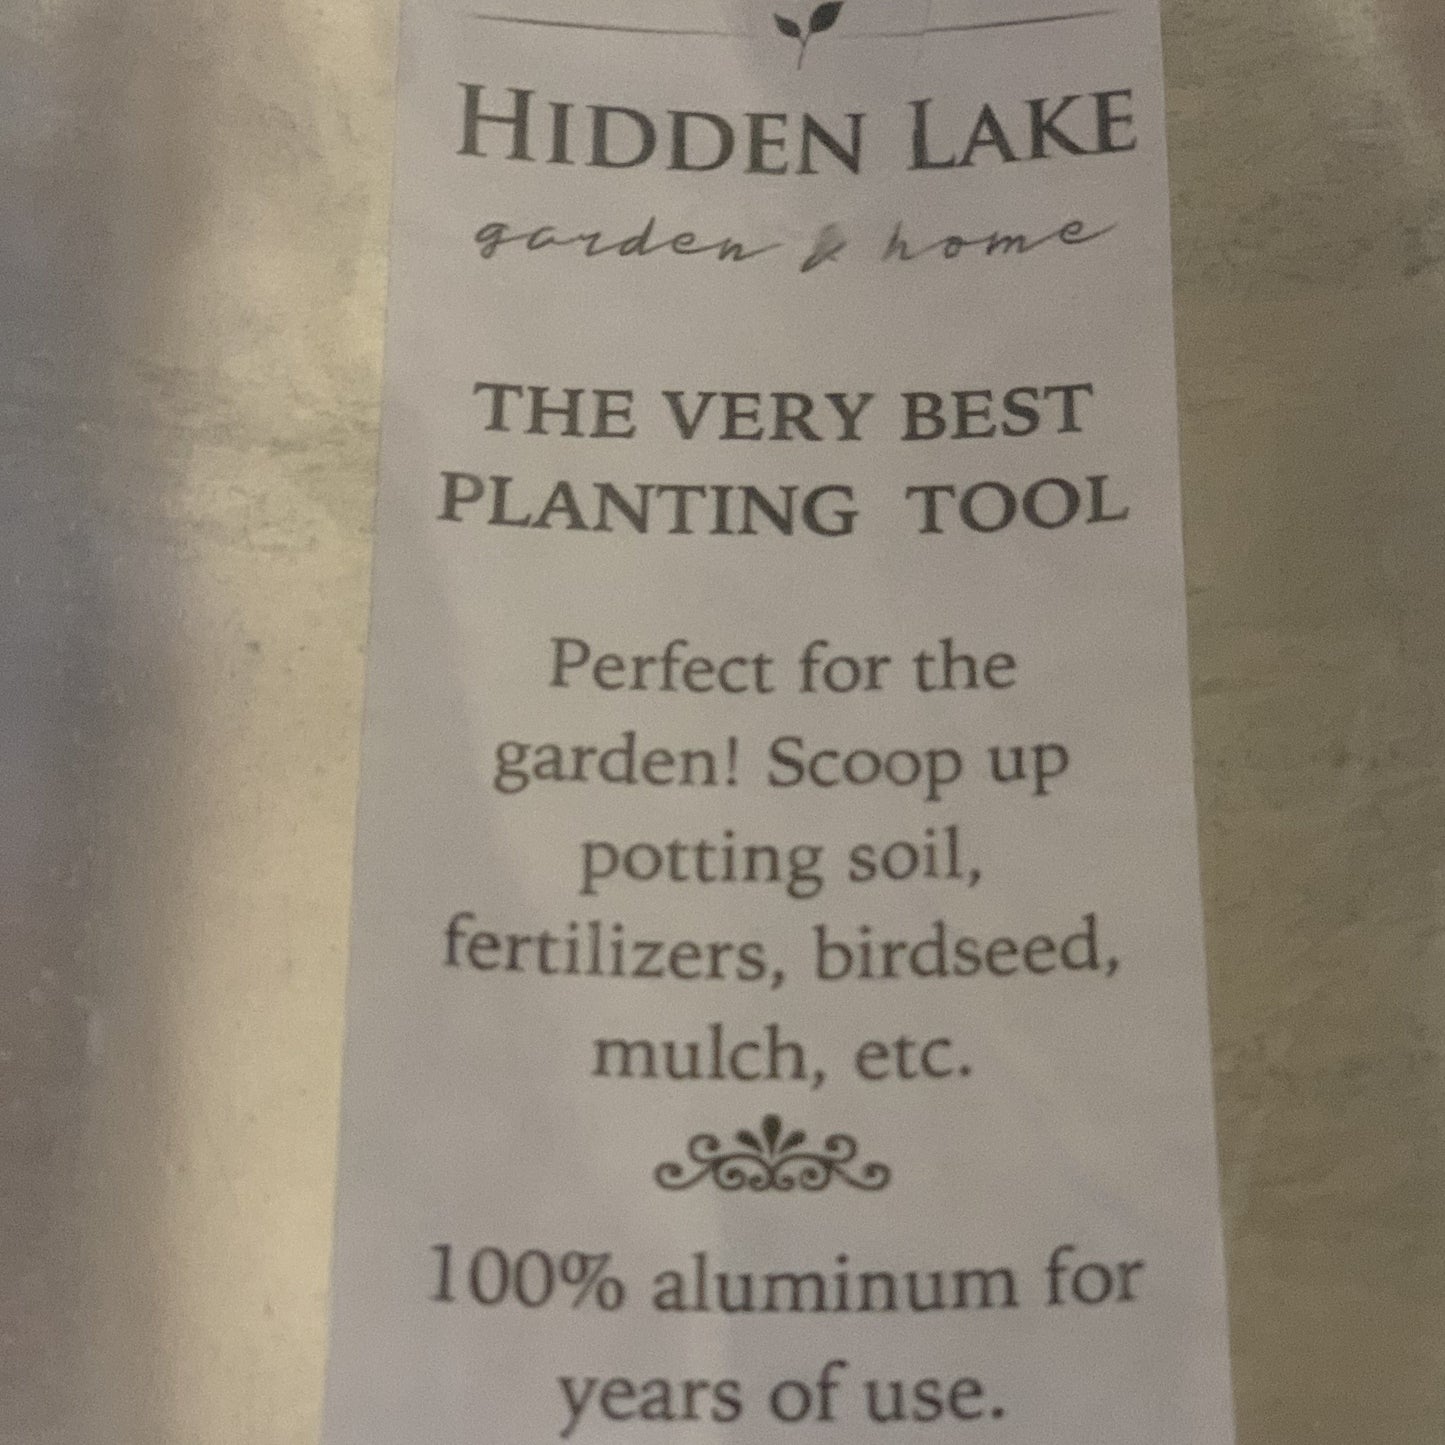 HIDDEN LAKE
garden & home
THE VERY BEST
PLANTING TOOL
Perfect for the
garden! Scoop up
potting soil,
fertilizers, birdseed,
mulch, etc.
100% aluminum for
years of use.